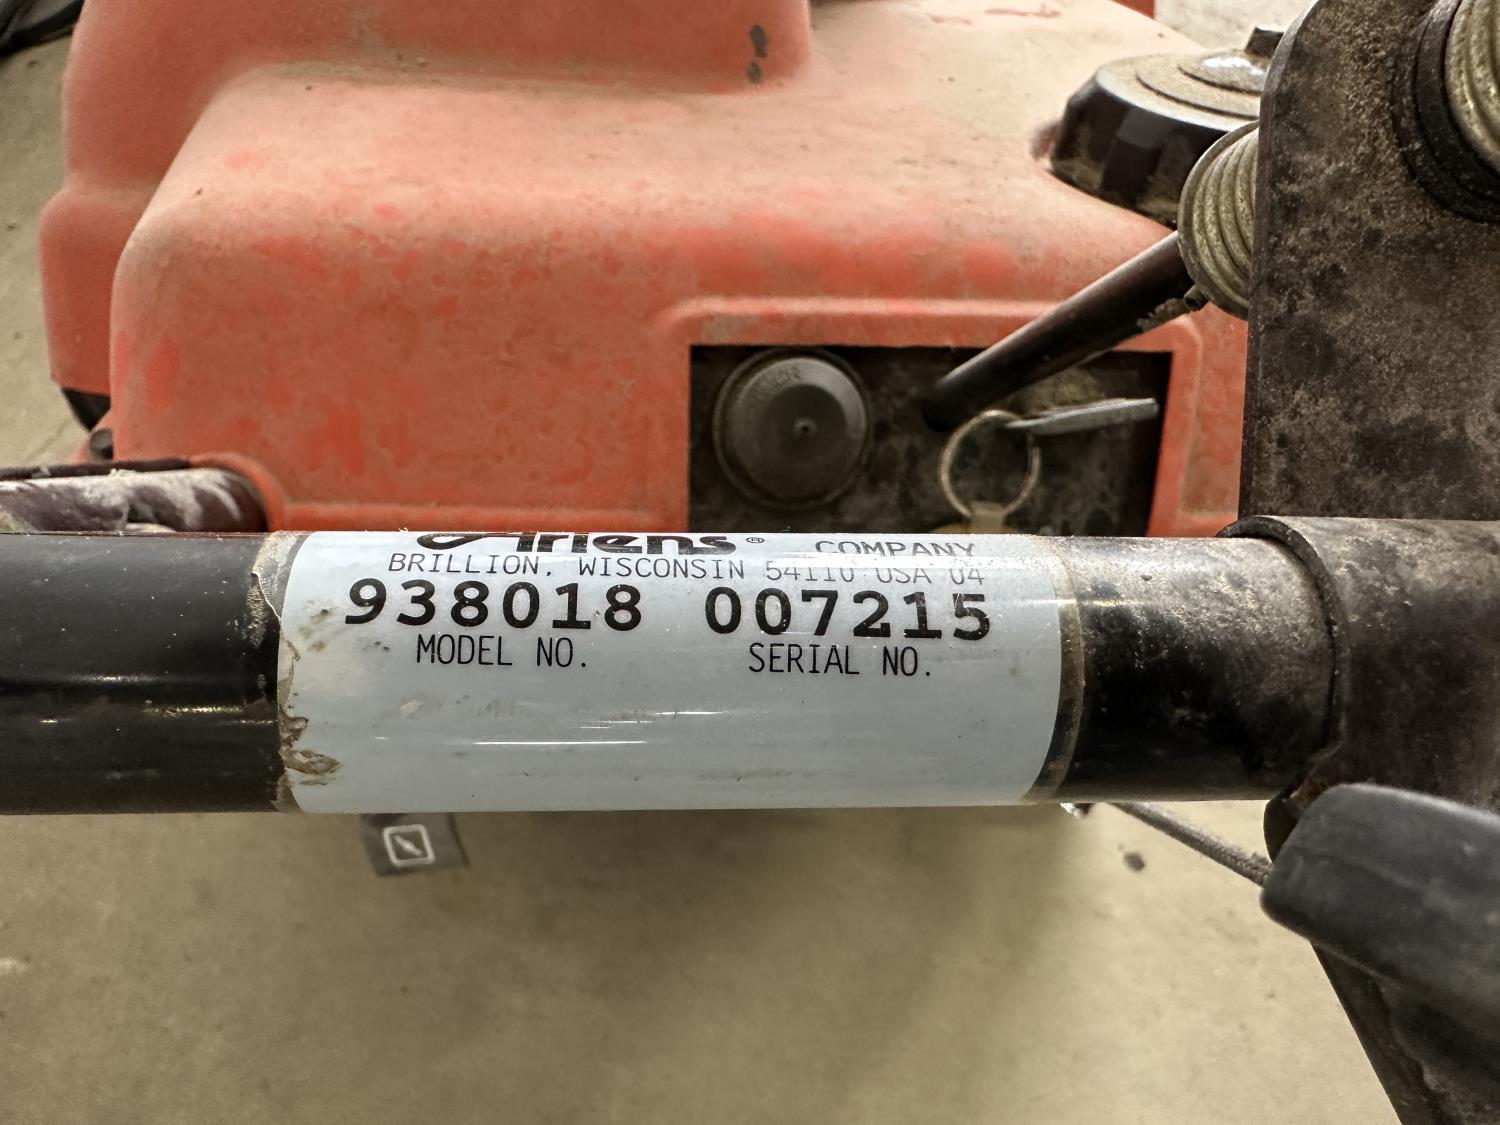 Ariens® COMPANY
BRILLION, WISCONSIN 54110 USA 04
938018 007215
MODEL NO. SERIAL NO.